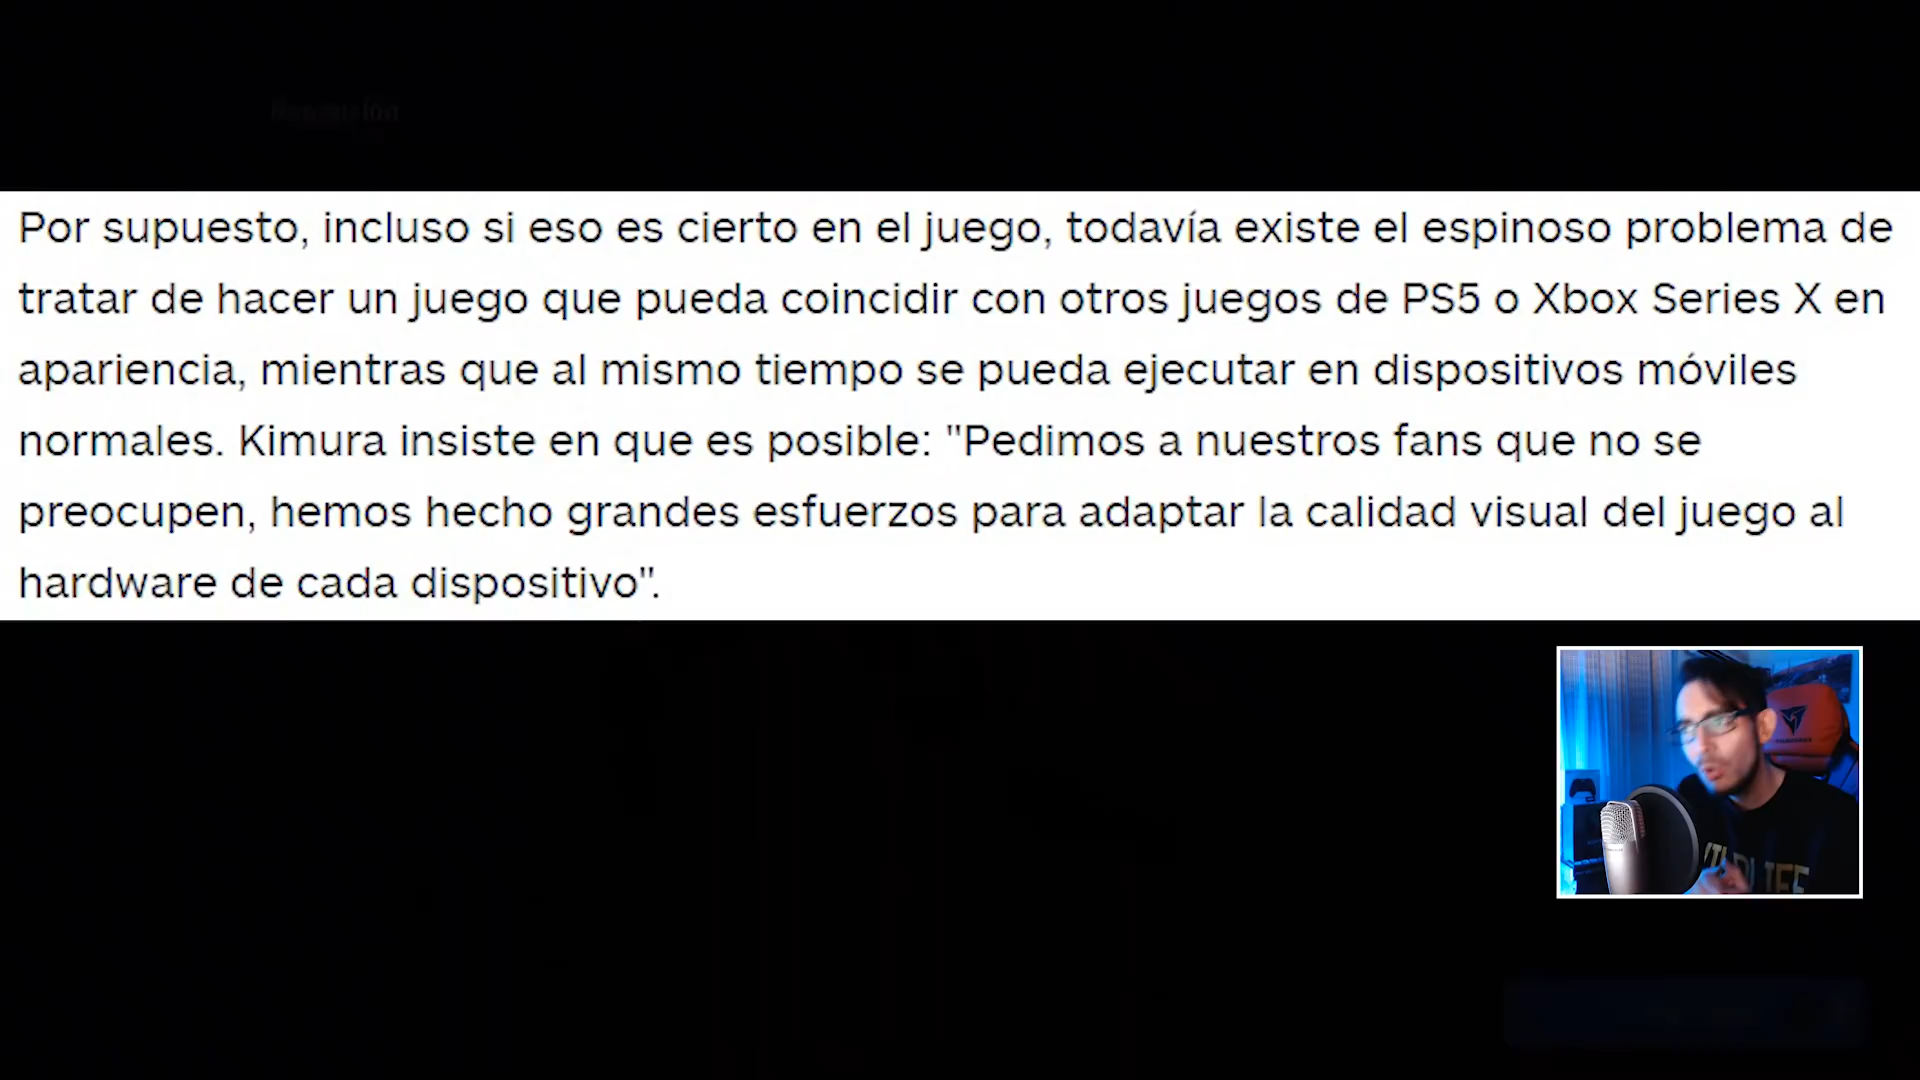 Por supuesto, incluso si eso es cierto en el juego, todavía existe el espinoso problema de
tratar de hacer un juego que pueda coincidir con otros juegos de PS5 o Xbox Series X en
apariencia, mientras que al mismo tiempo se pueda ejecutar en dispositivos móviles
normales. Kimura insiste en que es posible: "Pedimos a nuestros fans que no se
preocupen, hemos hecho grandes esfuerzos para adaptar la calidad visual del juego al
hardware de cada dispositivo".